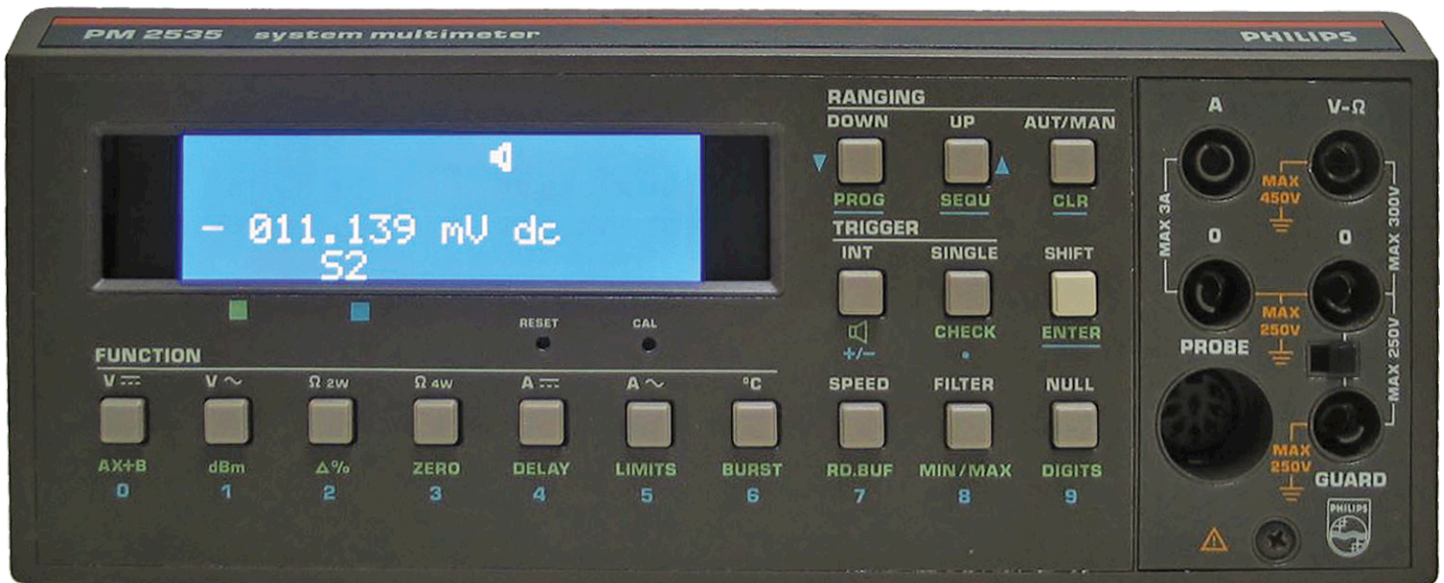 PM 2535 system multimeter PHILIPS
RANGING
DOWN UP AUT/MAN
PROG SEQU CLR
- 011.139 mV dc
S2
TRIGGER
INT SINGLE SHIFT
CHECK ENTER
+/- .
RESET CAL
FUNCTION
V ⎓ V ~ Ω 2W Ω 4W A ⎓ A ~ °C SPEED FILTER NULL
AX+B dBm Δ% ZERO DELAY LIMITS BURST RD.BUF MIN/MAX DIGITS
0 1 2 3 4 5 6 7 8 9
A V-Ω
MAX 3A
MAX
450V
MAX 300V
0 0
MAX
250V
PROBE
MAX 250V
MAX
250V
GUARD
PHILIPS